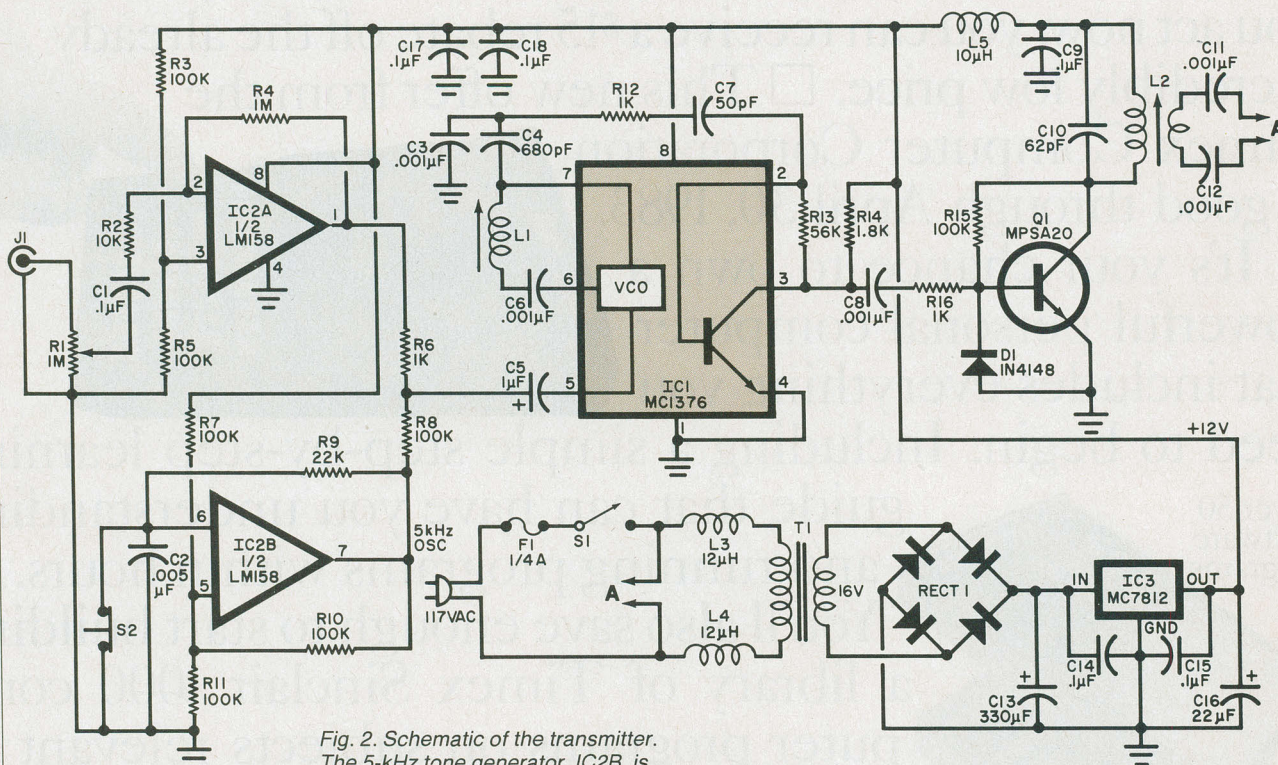 R3
100K
R4
1M
C17
.1µF
C18
.1µF
R12
1K
C7
50pF
L5
10µH
C9
.1µF
L2
C11
.001µF
A
C12
.001µF
C10
62pF
C3
.001µF
C4
680pF
8
7
2
R2
10K
2
8
IC2A
1/2
LM158
1
3
4
J1
C1
.1µF
R1
1M
R5
100K
L1
C6
.001µF
6
VCO
R13
56K
R14
1.8K
3
C8
.001µF
R15
100K
R16
1K
Q1
MPSA20
D1
1N4148
R6
1K
C5
1µF
+
5
IC1
MC1376
4
1
R7
100K
R8
100K
R9
22K
+12V
6
IC2B
1/2
LM158
7
5
5kHz
OSC
C2
.005
µF
S2
R10
100K
R11
100K
F1
1/4A
S1
117VAC
A
L3
12µH
L4
12µH
T1
16V
RECT 1
IN
IC3
MC7812
OUT
GND
C14
.1µF
C15
.1µF
+
C13
330µF
C16
22µF
+
Fig. 2. Schematic of the transmitter.
The 5-kHz tone generator, IC2B, is